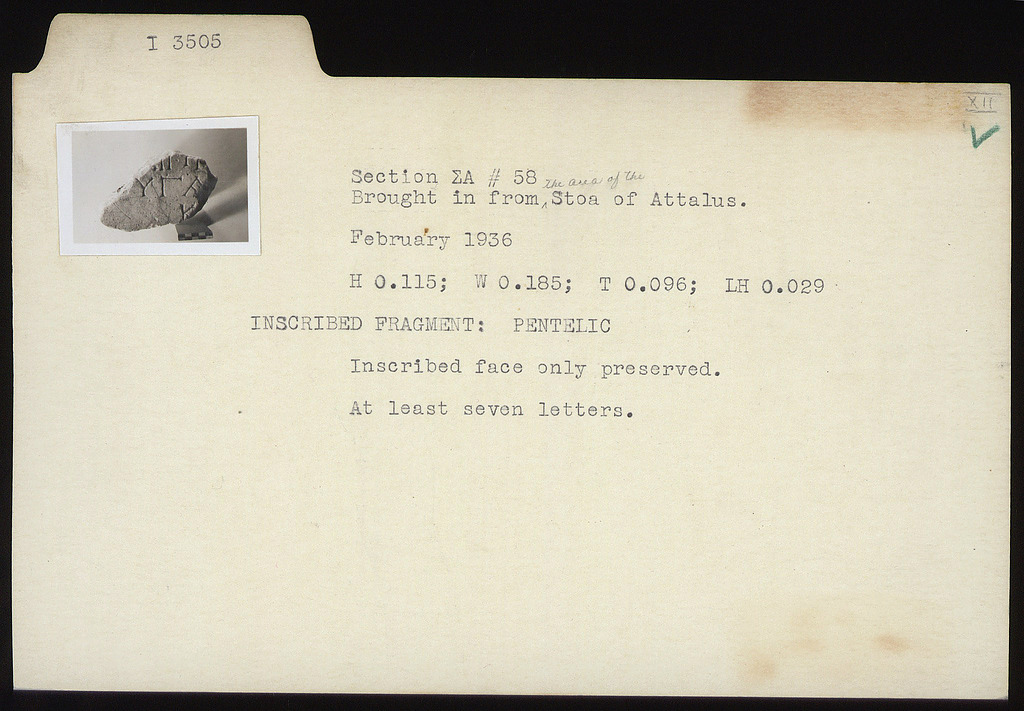 I 3505
XII
Section ΣΑ # 58
the area of the
Brought in from Stoa of Attalus.
February 1936
H 0.115; W 0.185; T 0.096; LH 0.029
INSCRIBED FRAGMENT: PENTELIC
Inscribed face only preserved.
At least seven letters.